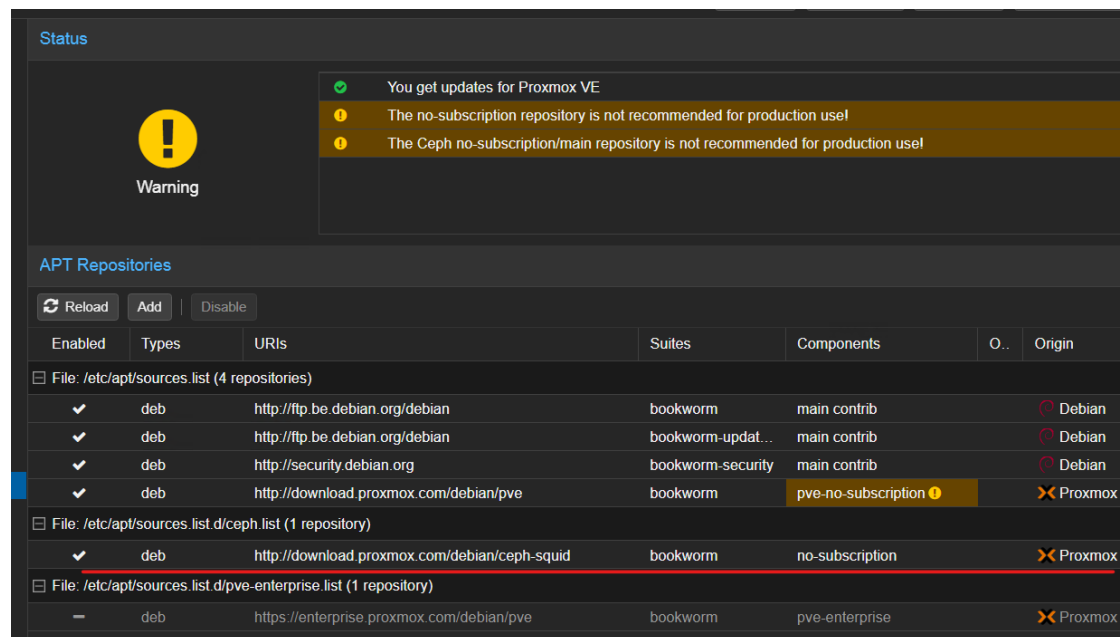 Status
You get updates for Proxmox VE
The no-subscription repository is not recommended for production use!
The Ceph no-subscription/main repository is not recommended for production use!
Warning
APT Repositories
Reload Add Disable
Enabled Types URIs Suites Components O.. Origin
File: /etc/apt/sources.list (4 repositories)
deb http://ftp.be.debian.org/debian bookworm main contrib Debian
deb http://ftp.be.debian.org/debian bookworm-updat... main contrib Debian
deb http://security.debian.org bookworm-security main contrib Debian
deb http://download.proxmox.com/debian/pve bookworm pve-no-subscription Proxmox
File: /etc/apt/sources.list.d/ceph.list (1 repository)
deb http://download.proxmox.com/debian/ceph-squid bookworm no-subscription Proxmox
File: /etc/apt/sources.list.d/pve-enterprise.list (1 repository)
deb https://enterprise.proxmox.com/debian/pve bookworm pve-enterprise Proxmox